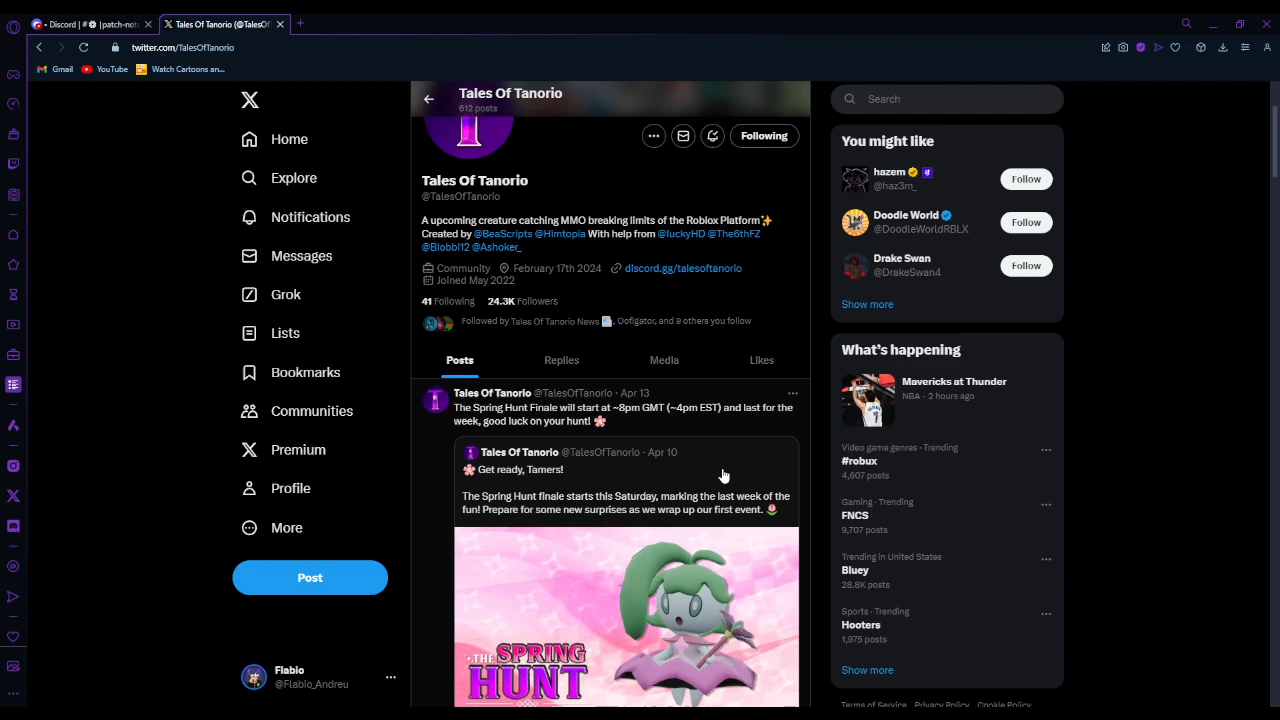 • Discord | #❁ |patch-not
Tales Of Tanorio (@TalesOf
twitter.com/TalesOfTanorio
Gmail
YouTube
Watch Cartoons an...
Home
Explore
Notifications
Messages
Grok
Lists
Bookmarks
Communities
Premium
Profile
More
Post
Flabio
@Flabio_Andreu
Tales Of Tanorio
612 posts
Following
Tales Of Tanorio
@TalesOfTanorio
A upcoming creature catching MMO breaking limits of the Roblox Platform✨
Created by @BeaScripts @Himtopia With help from @luckyHD @The6thFZ
@Blobbl12 @Ashoker_
Community February 17th 2024 discord.gg/talesoftanorio
Joined May 2022
41 Following 24.3K Followers
Followed by Tales Of Tanorio News 📃, Oofigator, and 9 others you follow
Posts
Replies
Media
Likes
Tales Of Tanorio @TalesOfTanorio · Apr 13
The Spring Hunt Finale will start at ~8pm GMT (~4pm EST) and last for the
week, good luck on your hunt! 🌸
Tales Of Tanorio @TalesOfTanorio · Apr 10
🌸 Get ready, Tamers!
The Spring Hunt finale starts this Saturday, marking the last week of the
fun! Prepare for some new surprises as we wrap up our first event. 🌷
THE SPRING
HUNT
Search
You might like
hazem
@haz3m_
Follow
Doodle World
@DoodleWorldRBLX
Follow
Drake Swan
@DrakeSwan4
Follow
Show more
What's happening
Mavericks at Thunder
NBA · 2 hours ago
Video game genres · Trending
#robux
4,607 posts
Gaming · Trending
FNCS
9,707 posts
Trending in United States
Bluey
28.8K posts
Sports · Trending
Hooters
1,975 posts
Show more
Terms of Service Privacy Policy Cookie Policy